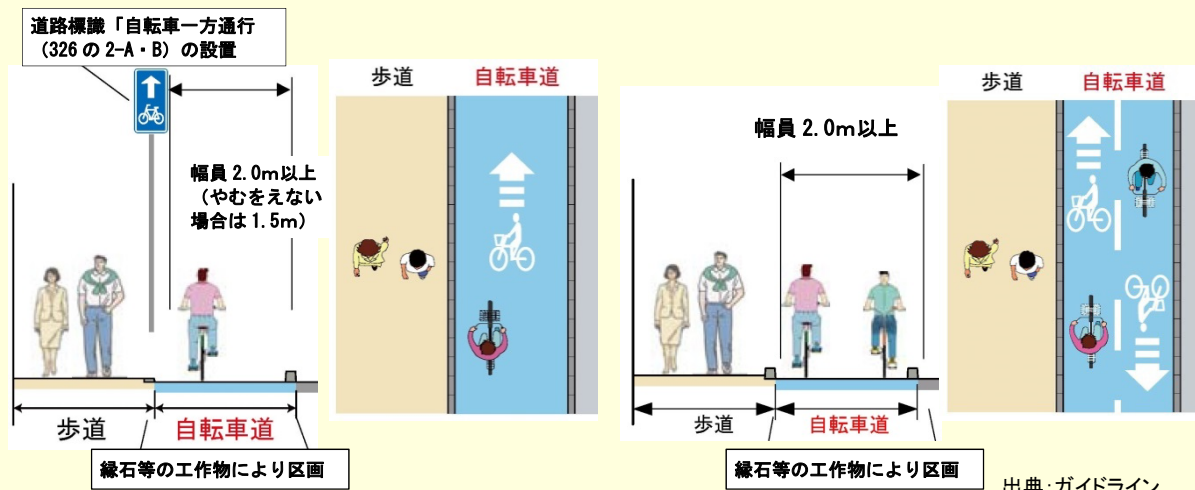 道路標識「自転車一方通行
(326の2-A・B)の設置
幅員2.0m以上
(やむをえない
場合は1.5m)
歩道
自転車道
縁石等の工作物により区画
歩道
自転車道
幅員2.0m以上
歩道
自転車道
縁石等の工作物により区画
歩道
自転車道
出典:ガイドライン